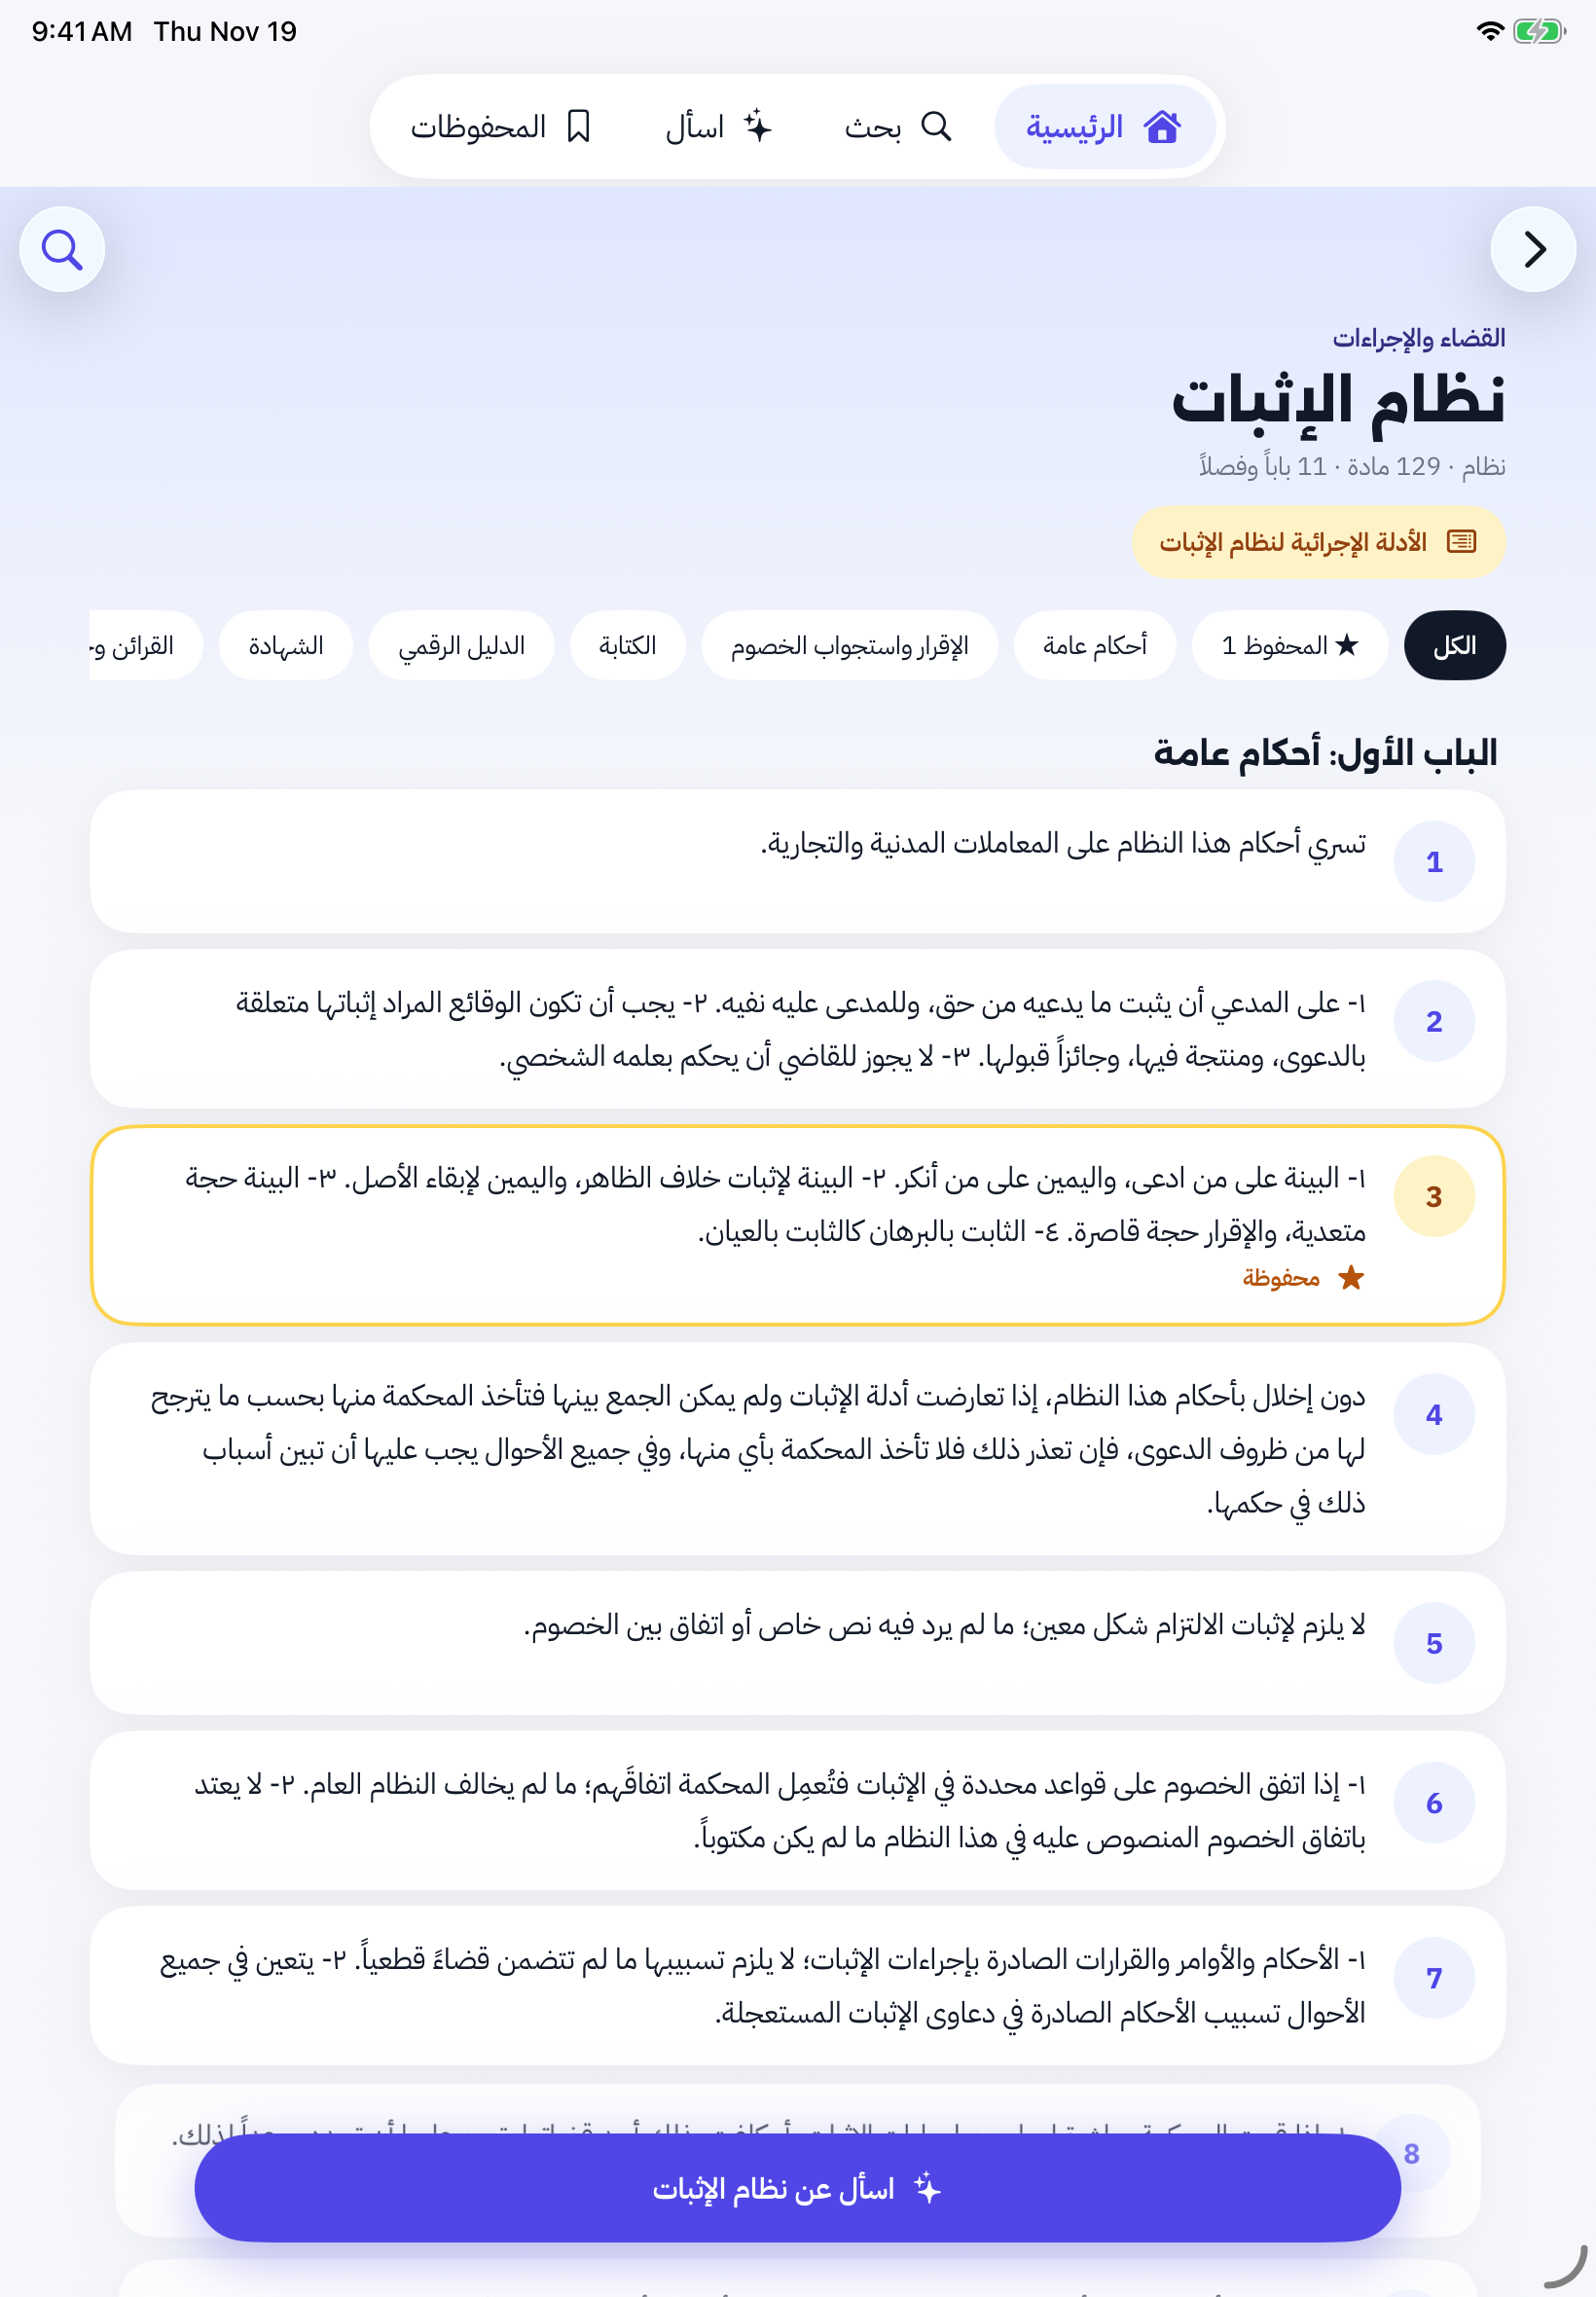 9:41 AM Thu Nov 19
الرئيسية
بحث
اسأل
المحفوظات
القضاء والإجراءات
نظام الإثبات
نظام · 129 مادة · 11 باباً وفصلاً
الأدلة الإجرائية لنظام الإثبات
الكل
★ المحفوظ 1
أحكام عامة
الإقرار واستجواب الخصوم
الكتابة
الدليل الرقمي
الشهادة
القرائن
الباب الأول: أحكام عامة
1
تسري أحكام هذا النظام على المعاملات المدنية والتجارية.
2
١- على المدعي أن يثبت ما يدعيه من حق، وللمدعى عليه نفيه. ٢- يجب أن تكون الوقائع المراد إثباتها متعلقة
بالدعوى، ومنتجة فيها، وجائزاً قبولها. ٣- لا يجوز للقاضي أن يحكم بعلمه الشخصي.
3
١- البينة على من ادعى، واليمين على من أنكر. ٢- البينة لإثبات خلاف الظاهر، واليمين لإبقاء الأصل. ٣- البينة حجة
متعدية، والإقرار حجة قاصرة. ٤- الثابت بالبرهان كالثابت بالعيان.
★ محفوظة
4
دون إخلال بأحكام هذا النظام، إذا تعارضت أدلة الإثبات ولم يمكن الجمع بينها فتأخذ المحكمة منها بحسب ما يترجح
لها من ظروف الدعوى، فإن تعذر ذلك فلا تأخذ المحكمة بأي منها، وفي جميع الأحوال يجب عليها أن تبين أسباب
ذلك في حكمها.
5
لا يلزم لإثبات الالتزام شكل معين؛ ما لم يرد فيه نص خاص أو اتفاق بين الخصوم.
6
١- إذا اتفق الخصوم على قواعد محددة في الإثبات فتُعمِل المحكمة اتفاقَهم؛ ما لم يخالف النظام العام. ٢- لا يعتد
باتفاق الخصوم المنصوص عليه في هذا النظام ما لم يكن مكتوباً.
7
١- الأحكام والأوامر والقرارات الصادرة بإجراءات الإثبات؛ لا يلزم تسبيبها ما لم تتضمن قضاءً قطعياً. ٢- يتعين في جميع
الأحوال تسبيب الأحكام الصادرة في دعاوى الإثبات المستعجلة.
8
لذلك.
اسأل عن نظام الإثبات